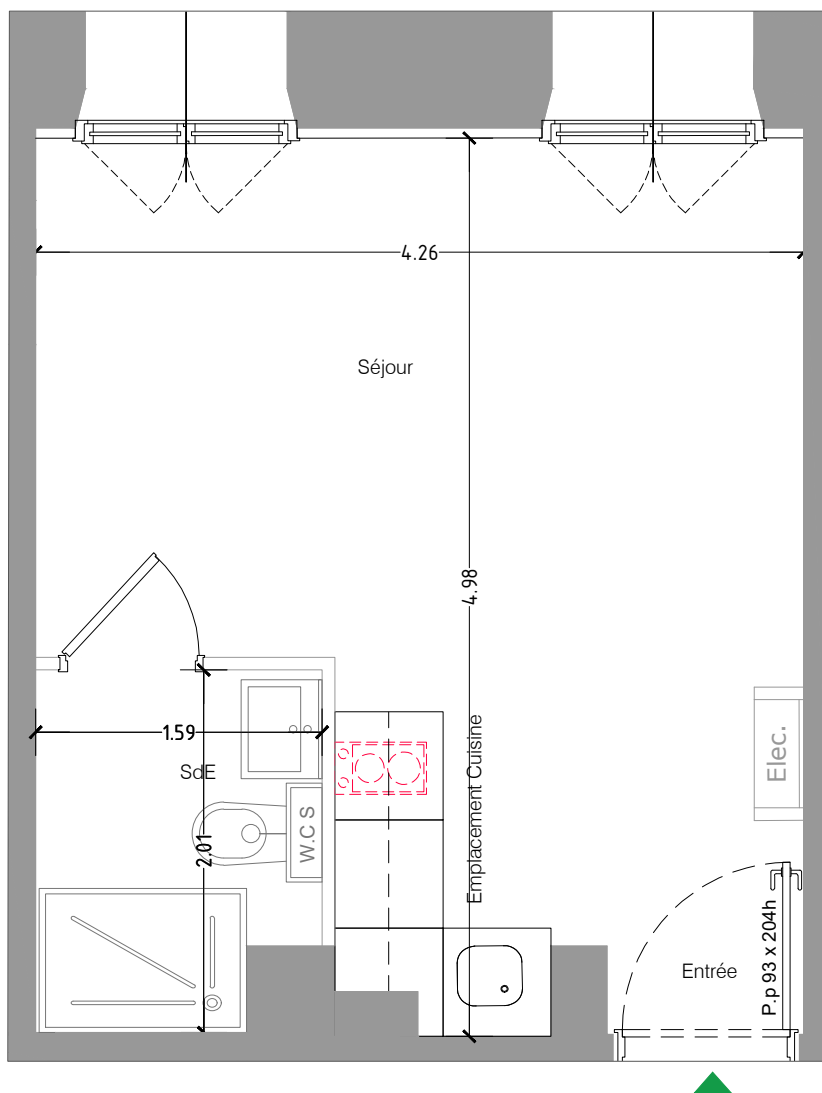 4.26
Séjour
4.98
1.59
SdE
2.01
W.C S
Emplacement Cuisine
Elec.
Entrée
P.p 93 x 204h